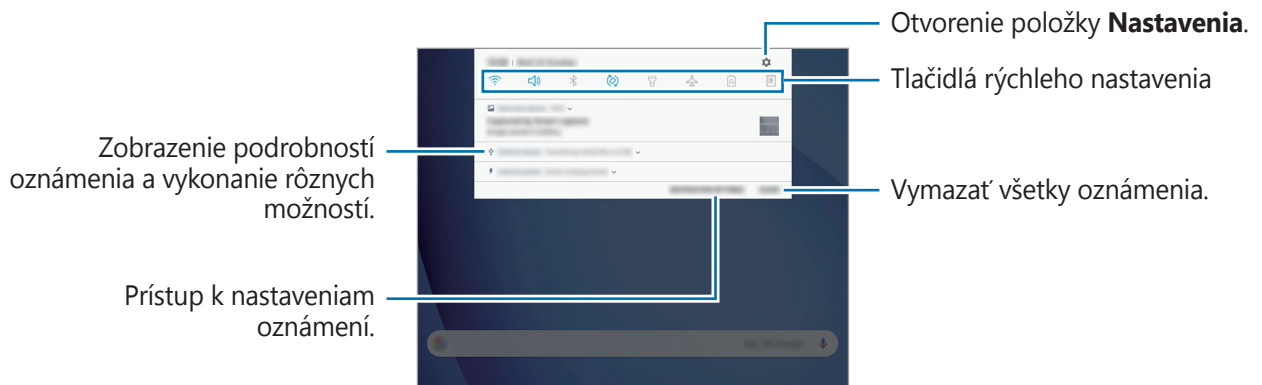 Otvorenie položky Nastavenia.
Tlačidlá rýchleho nastavenia
Zobrazenie podrobností
oznámenia a vykonanie rôznych
možností.
Vymazať všetky oznámenia.
Prístup k nastaveniam
oznámení.